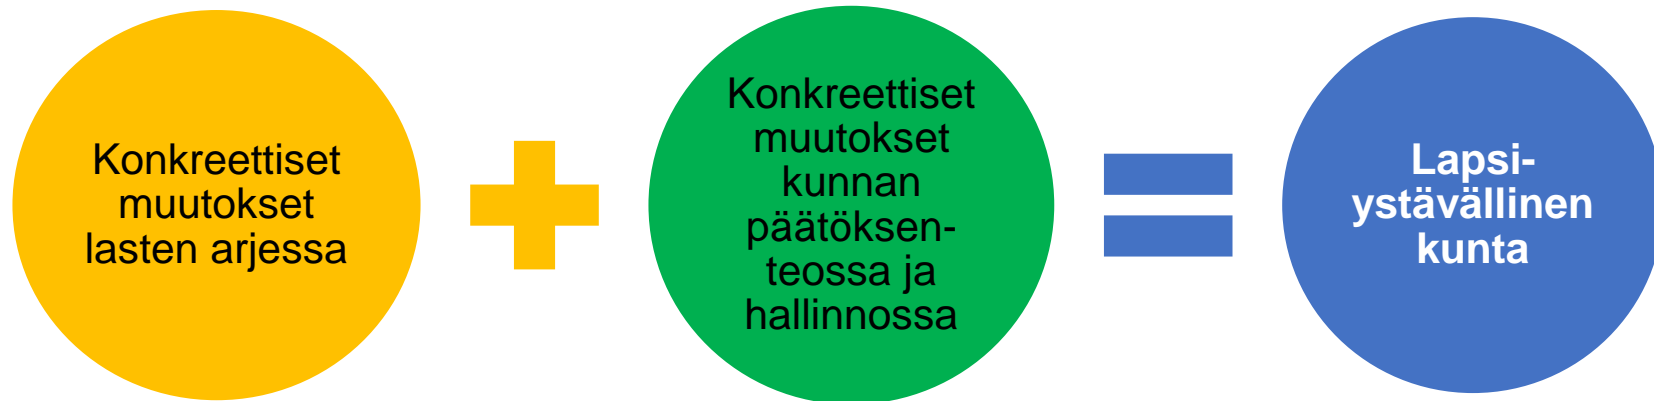 Konkreettiset
muutokset
lasten arjessa
Konkreettiset
muutokset
kunnan
päätöksen-
teossa ja
hallinnossa
Lapsi-
ystävällinen
kunta